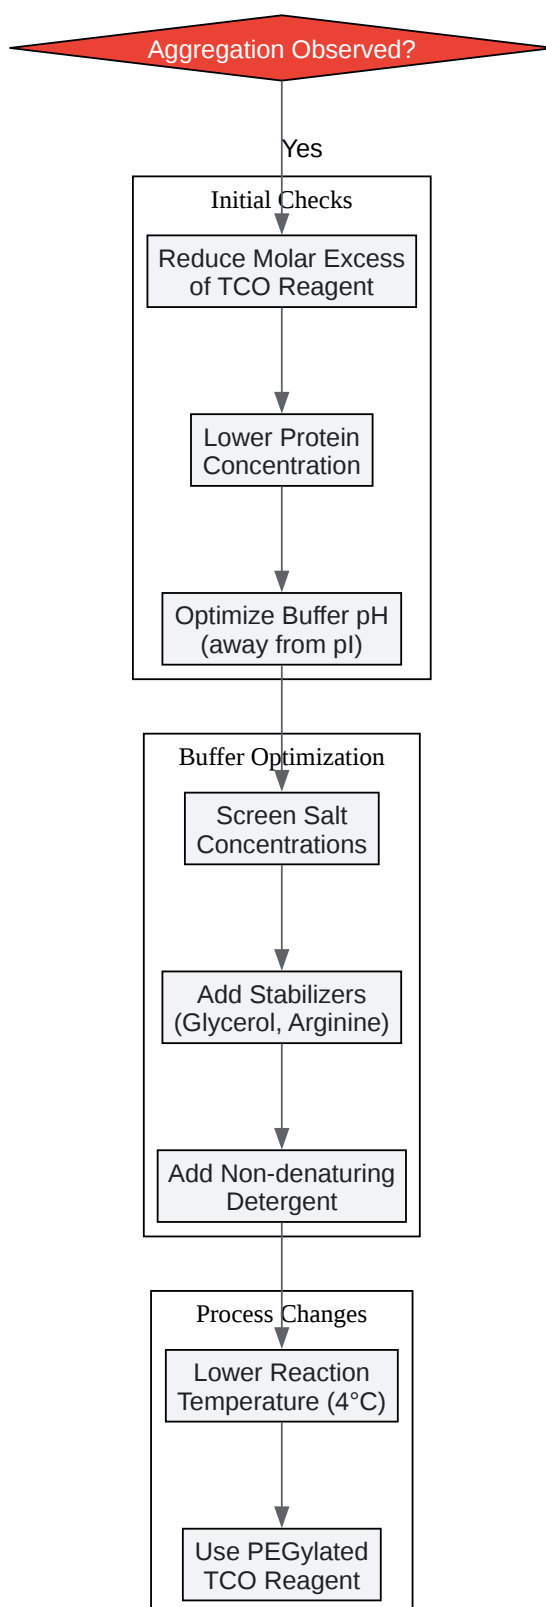 Aggregation Observed?
Yes
Initial Checks
Reduce Molar Excess
of TCO Reagent
Lower Protein
Concentration
Optimize Buffer pH
(away from pI)
Buffer Optimization
Screen Salt
Concentrations
Add Stabilizers
(Glycerol, Arginine)
Add Non-denaturing
Detergent
Process Changes
Lower Reaction
Temperature (4°C)
Use PEGylated
TCO Reagent